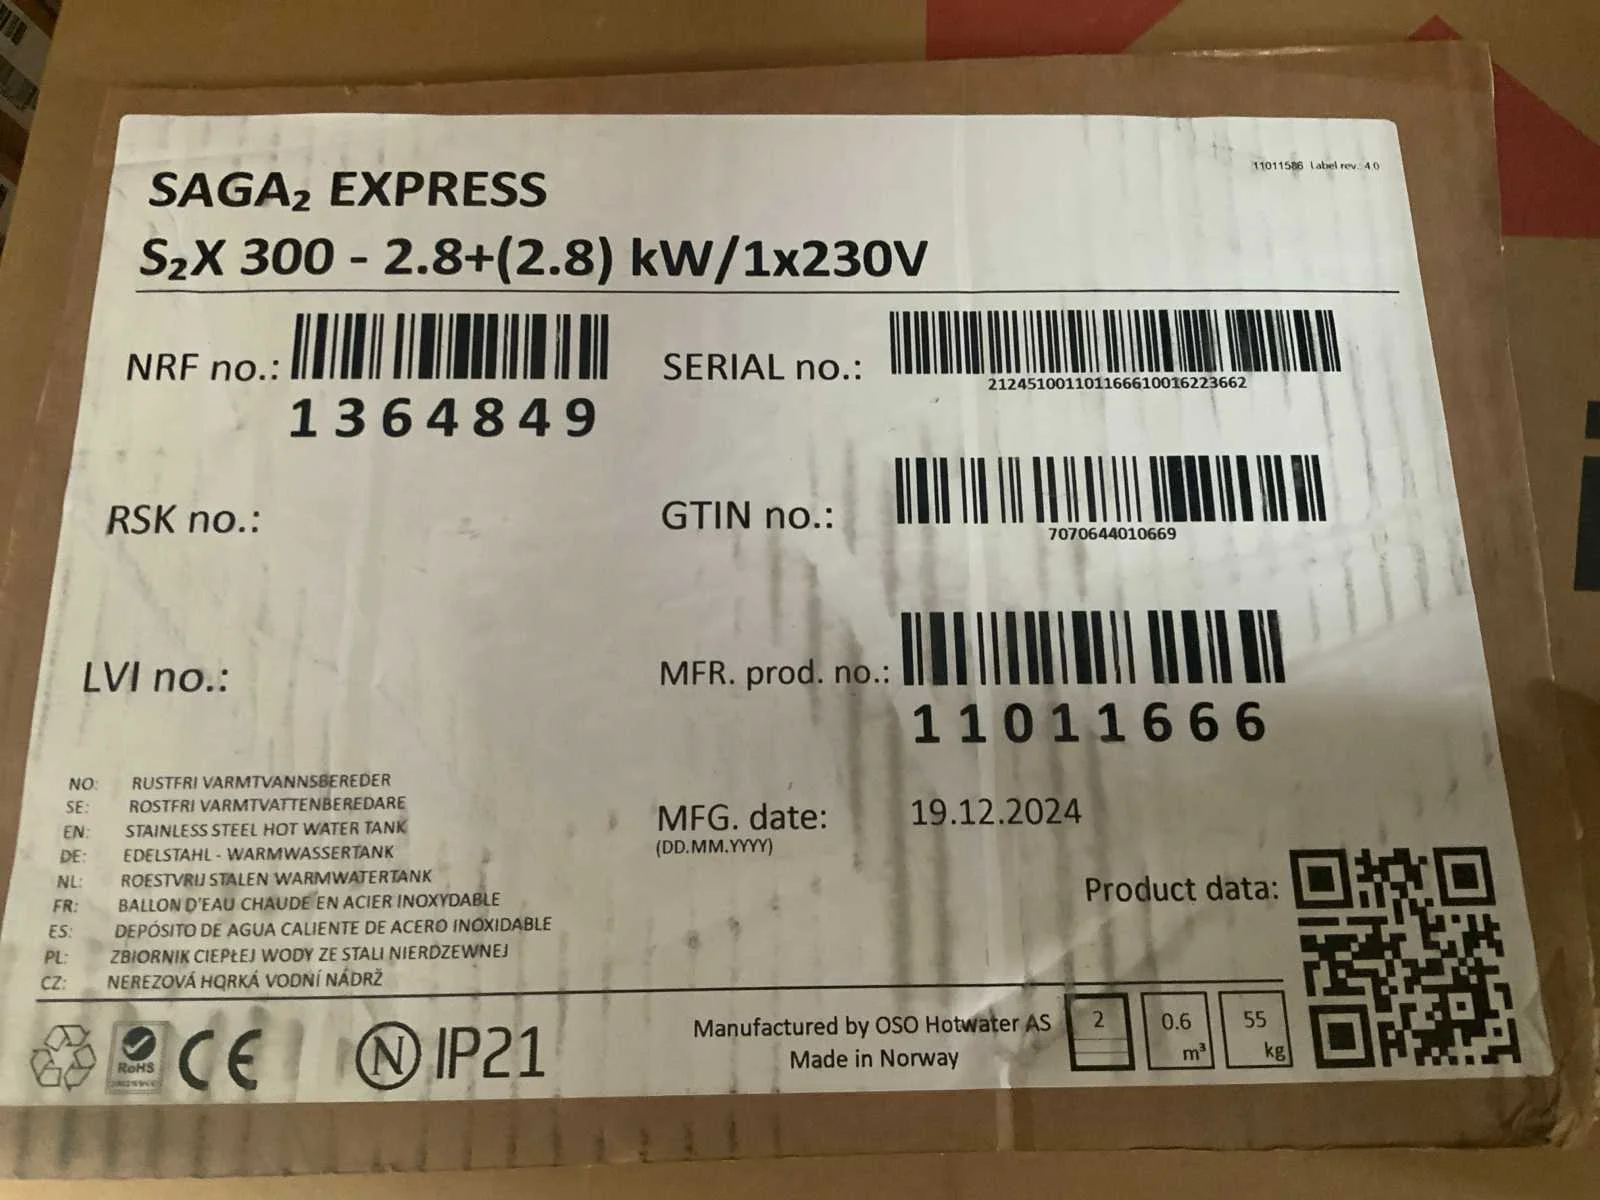 11011586 Label rev.: 4.0
SAGA₂ EXPRESS
S₂X 300 - 2.8+(2.8) kW/1x230V
NRF no.:
1364849
SERIAL no.:
212451001101166610016223662
RSK no.:
GTIN no.:
7070644010669
LVI no.:
MFR. prod. no.:
11011666
NO: RUSTFRI VARMTVANNSBEREDER
SE: ROSTFRI VARMTVATTENBEREDARE
EN: STAINLESS STEEL HOT WATER TANK
DE: EDELSTAHL - WARMWASSERTANK
NL: ROESTVRIJ STALEN WARMWATERTANK
FR: BALLON D'EAU CHAUDE EN ACIER INOXYDABLE
ES: DEPÓSITO DE AGUA CALIENTE DE ACERO INOXIDABLE
PL: ZBIORNIK CIEPŁEJ WODY ZE STALI NIERDZEWNEJ
CZ: NEREZOVÁ HORKÁ VODNÍ NÁDRŽ
MFG. date: 19.12.2024
(DD.MM.YYYY)
Product data:
RoHS
CE
N
IP21
Manufactured by OSO Hotwater AS
Made in Norway
2
0.6 m³
55 kg